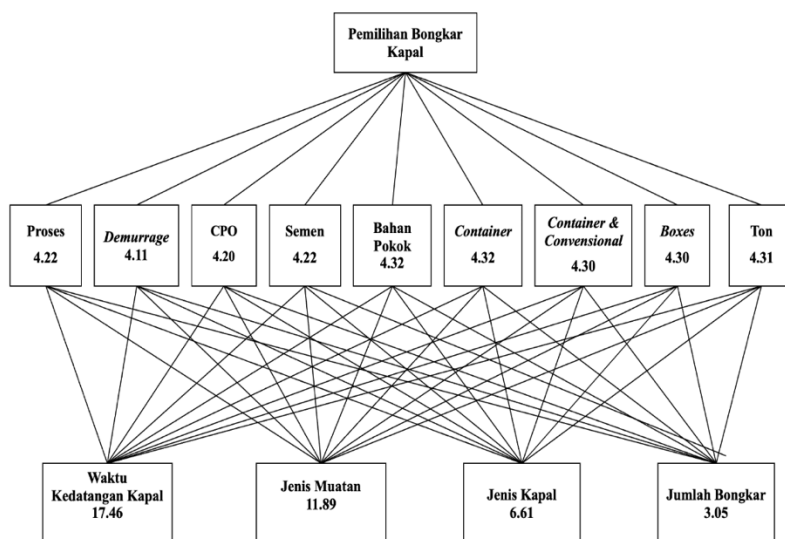 Pemilihan Bongkar
Kapal
Proses
4.22
Demurrage
4.11
CPO
4.20
Semen
4.22
Bahan
Pokok
4.32
Container
4.32
Container &
Convensional
4.30
Boxes
4.30
Ton
4.31
Waktu
Kedatangan Kapal
17.46
Jenis Muatan
11.89
Jenis Kapal
6.61
Jumlah Bongkar
3.05